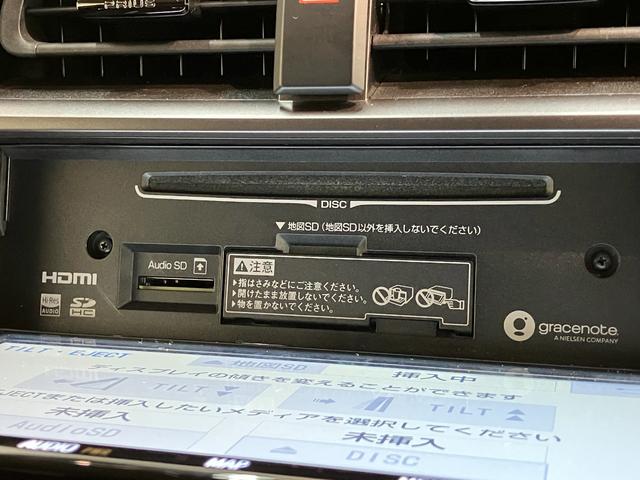 DISC
▼地図SD（地図SD以外を挿入しないでください）
Audio SD
⚠注意
▶指はさみなどにご注意ください。
▶開けたまま放置しないでください。
▶物を置かないでください。
HDMI
Hi-Res
AUDIO
SD
HC
gracenote.
A NIELSEN COMPANY
TILT・EJECT
地図SD
挿入中
ディスプレイの傾きを変えることができます
TILT
TILT
EJECTまたは挿入したいメディアを選択してください
未挿入
未挿入
AudioSD
DISC
AUDIO
MAP